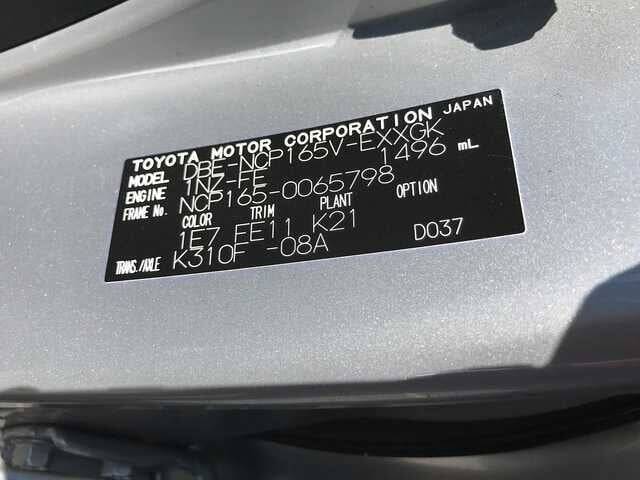 TOYOTA MOTOR CORPORATION JAPAN
MODEL DBE-NCP165V-EXXGK
ENGINE 1NZ-FE 1496 mL
FRAME No. NCP165-0065798
COLOR TRIM PLANT OPTION
1E7 FE11 K21
TRANS./AXLE K310F -08A D037